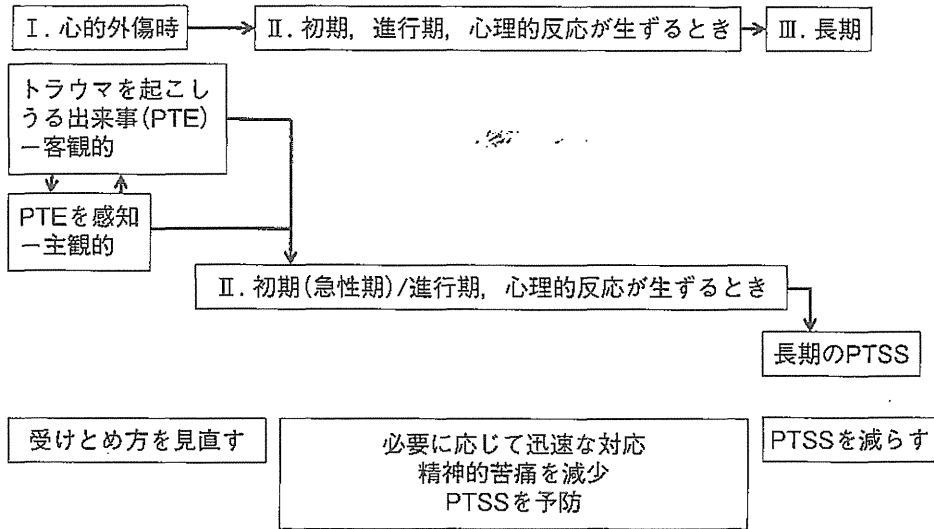 Ⅰ. 心的外傷時
Ⅱ. 初期, 進行期, 心理的反応が生ずるとき
Ⅲ. 長期
トラウマを起こし
うる出来事(PTE)
ー客観的
PTEを感知
ー主観的
Ⅱ. 初期(急性期)/進行期, 心理的反応が生ずるとき
長期のPTSS
受けとめ方を見直す
必要に応じて迅速な対応
精神的苦痛を減少
PTSSを予防
PTSSを減らす